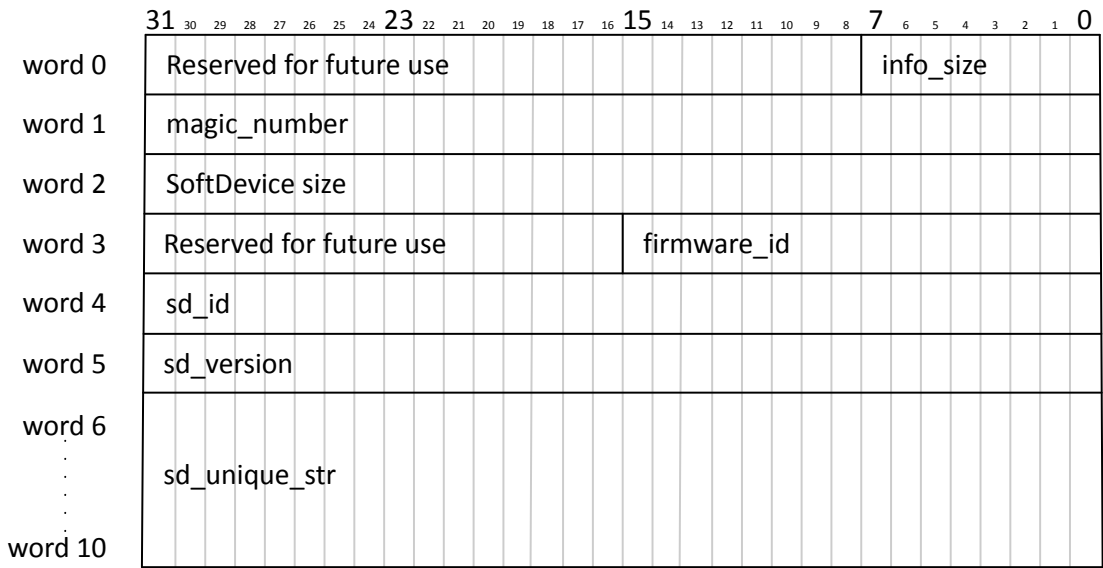 31 30 29 28 27 26 25 24 23 22 21 20 19 18 17 16 15 14 13 12 11 10 9 8 7 6 5 4 3 2 1 0
word 0 Reserved for future use info_size
word 1 magic_number
word 2 SoftDevice size
word 3 Reserved for future use firmware_id
word 4 sd_id
word 5 sd_version
word 6
sd_unique_str
word 10